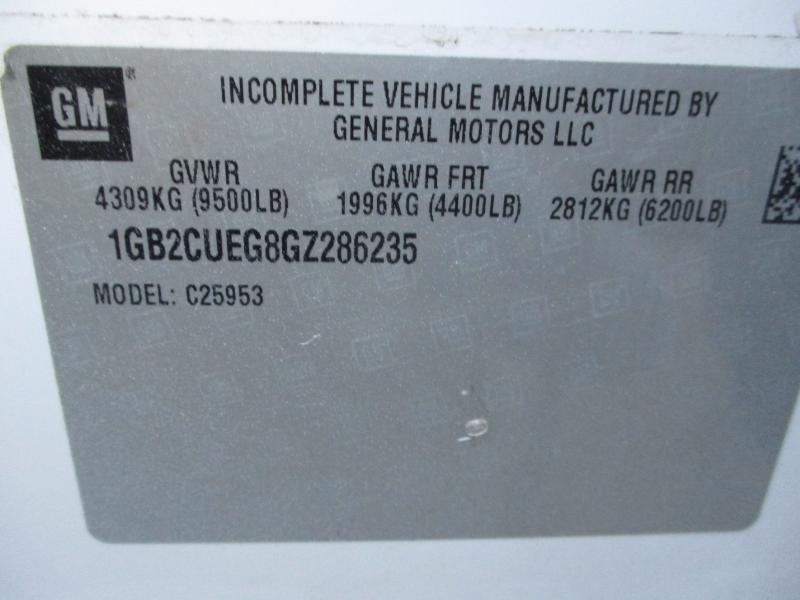 GM
INCOMPLETE VEHICLE MANUFACTURED BY
GENERAL MOTORS LLC
GVWR GAWR FRT GAWR RR
4309KG (9500LB) 1996KG (4400LB) 2812KG (6200LB)
1GB2CUEG8GZ286235
MODEL: C25953